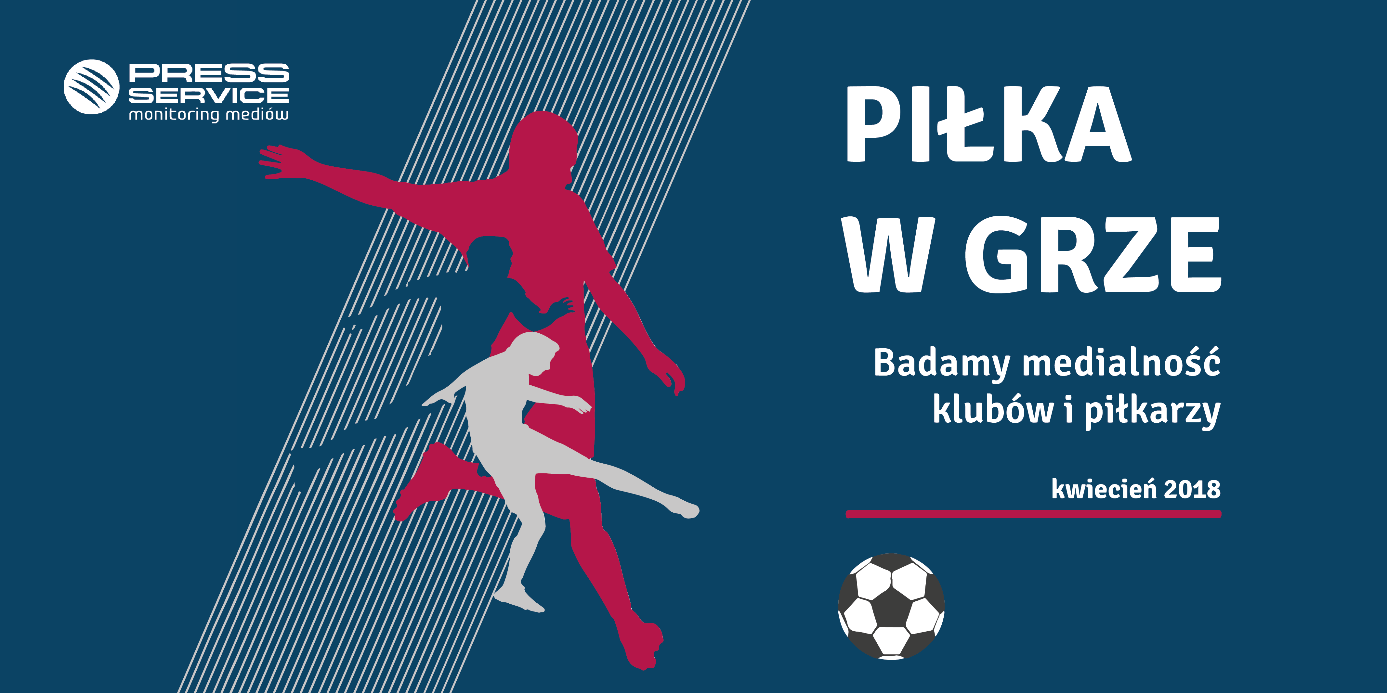 PRESS
SERVICE
monitoring mediów
PIŁKA
W GRZE
Badamy medialność
klubów i piłkarzy
kwiecień 2018